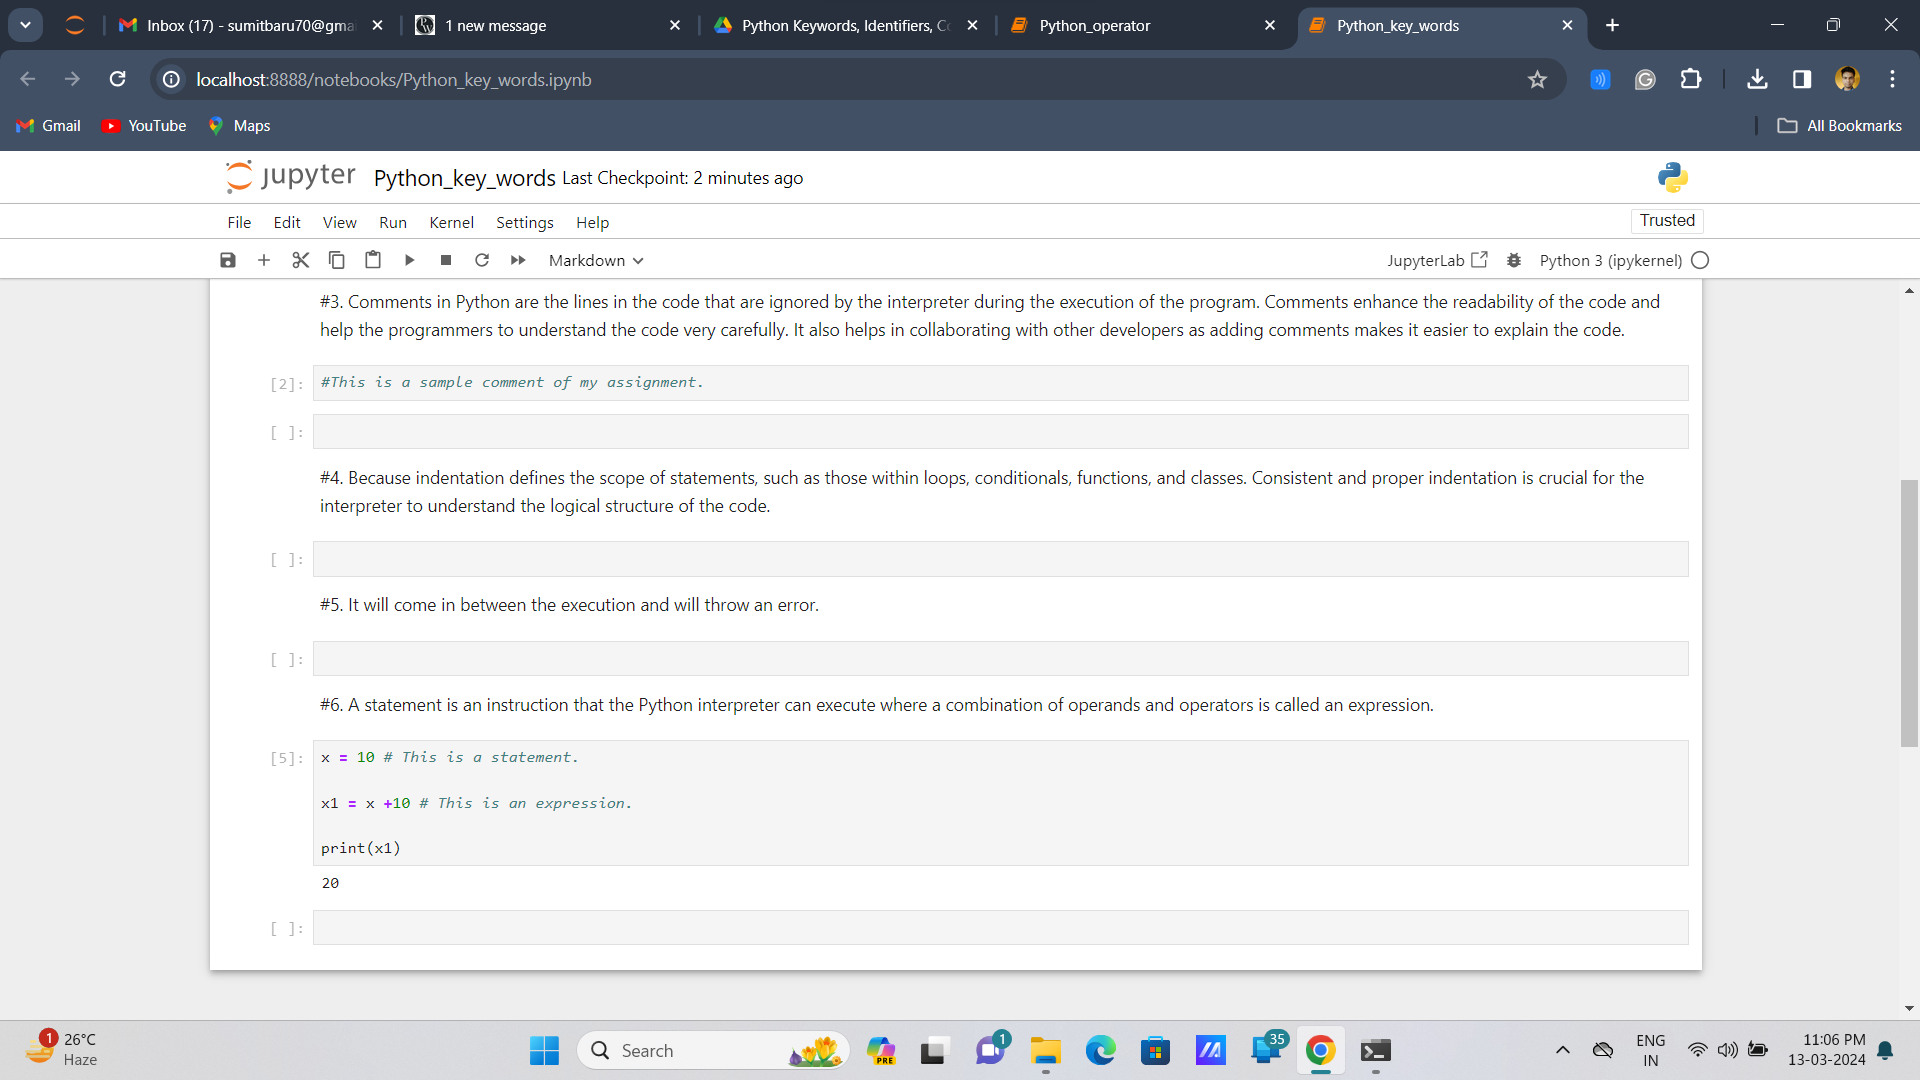 Inbox (17) - sumitbaru70@gma
1 new message
Python Keywords, Identifiers, Co
Python_operator
Python_key_words
localhost:8888/notebooks/Python_key_words.ipynb
Gmail
YouTube
Maps
All Bookmarks
jupyter
Python_key_words Last Checkpoint: 2 minutes ago
File Edit View Run Kernel Settings Help
Trusted
Markdown
JupyterLab
Python 3 (ipykernel)
#3. Comments in Python are the lines in the code that are ignored by the interpreter during the execution of the program. Comments enhance the readability of the code and
help the programmers to understand the code very carefully. It also helps in collaborating with other developers as adding comments makes it easier to explain the code.
[2]: #This is a sample comment of my assignment.
[ ]:
#4. Because indentation defines the scope of statements, such as those within loops, conditionals, functions, and classes. Consistent and proper indentation is crucial for the
interpreter to understand the logical structure of the code.
[ ]:
#5. It will come in between the execution and will throw an error.
[ ]:
#6. A statement is an instruction that the Python interpreter can execute where a combination of operands and operators is called an expression.
[5]: x = 10 # This is a statement.
x1 = x +10 # This is an expression.
print(x1)
20
[ ]:
1
26°C
Haze
Search
PRE
1
35
ENG
IN
11:06 PM
13-03-2024